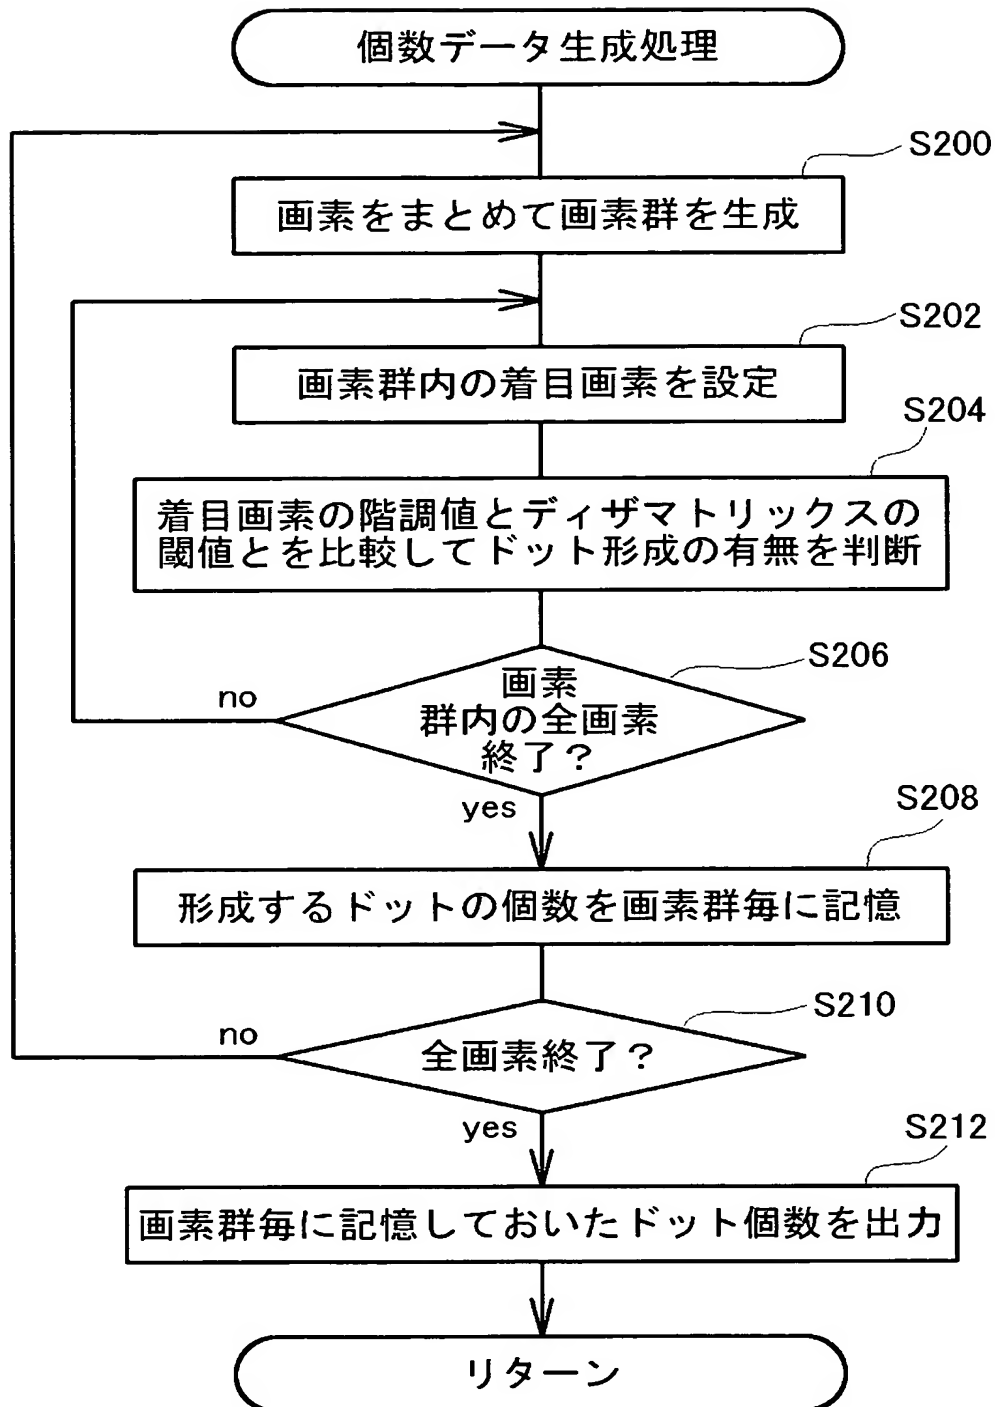 個数データ生成処理
S200
画素をまとめて画素群を生成
S202
画素群内の着目画素を設定
S204
着目画素の階調値とディザマトリックスの
閾値とを比較してドット形成の有無を判断
S206
画素
群内の全画素
終了？
no
yes
S208
形成するドットの個数を画素群毎に記憶
S210
全画素終了？
no
yes
S212
画素群毎に記憶しておいたドット個数を出力
リターン